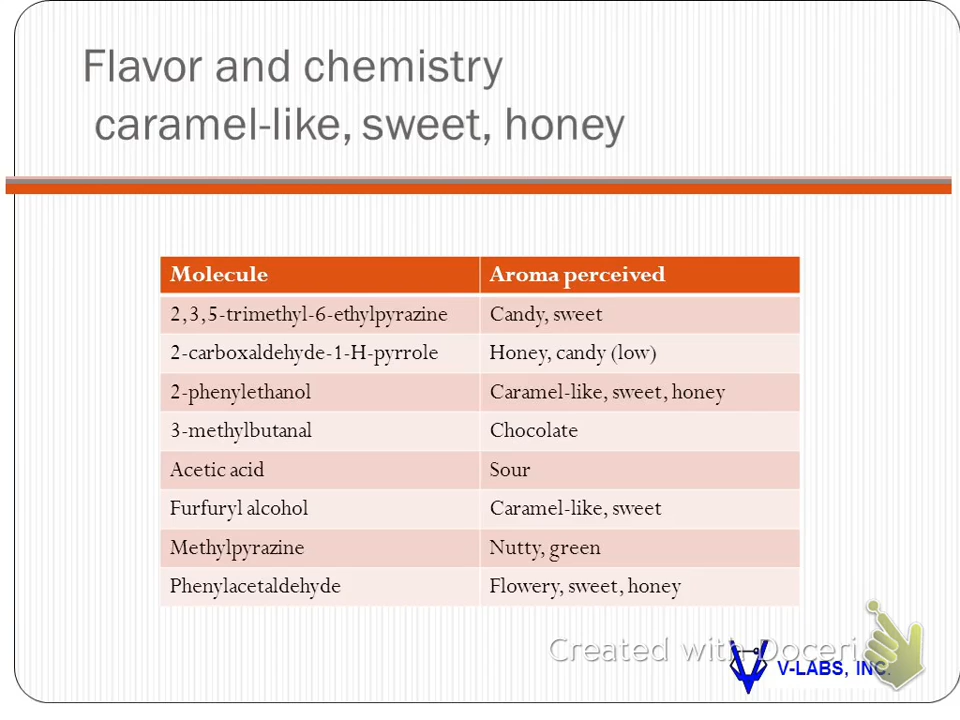 Flavor and chemistry
caramel-like, sweet, honey
Molecule Aroma perceived
2,3,5-trimethyl-6-ethylpyrazine Candy, sweet
2-carboxaldehyde-1-H-pyrrole Honey, candy (low)
2-phenylethanol Caramel-like, sweet, honey
3-methylbutanal Chocolate
Acetic acid Sour
Furfuryl alcohol Caramel-like, sweet
Methylpyrazine Nutty, green
Phenylacetaldehyde Flowery, sweet, honey
Created with Doceri
V-LABS, INC.